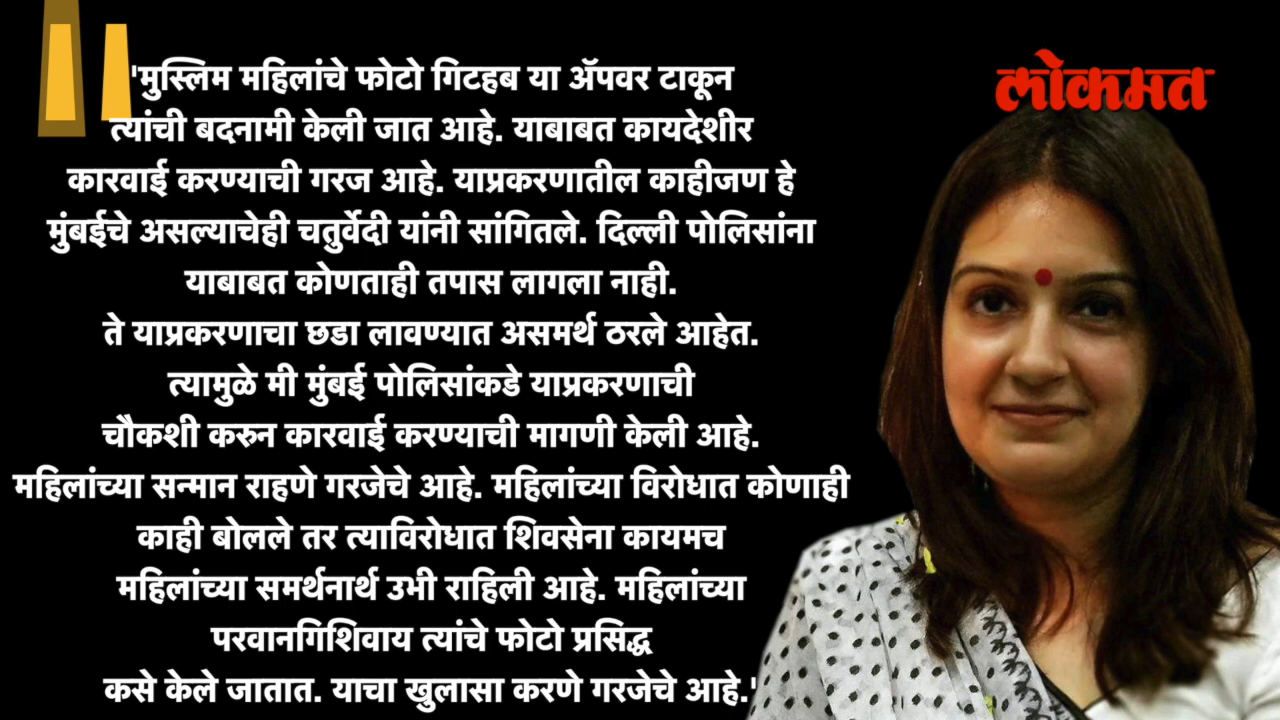 लोकमत
'मुस्लिम महिलांचे फोटो गिटहब या ॲपवर टाकून
त्यांची बदनामी केली जात आहे. याबाबत कायदेशीर
कारवाई करण्याची गरज आहे. याप्रकरणातील काहीजण हे
मुंबईचे असल्याचेही चतुर्वेदी यांनी सांगितले. दिल्ली पोलिसांना
याबाबत कोणताही तपास लागला नाही.
ते याप्रकरणाचा छडा लावण्यात असमर्थ ठरले आहेत.
त्यामुळे मी मुंबई पोलिसांकडे याप्रकरणाची
चौकशी करुन कारवाई करण्याची मागणी केली आहे.
महिलांच्या सन्मान राहणे गरजेचे आहे. महिलांच्या विरोधात कोणाही
काही बोलले तर त्याविरोधात शिवसेना कायमच
महिलांच्या समर्थनार्थ उभी राहिली आहे. महिलांच्या
परवानगिशिवाय त्यांचे फोटो प्रसिद्ध
कसे केले जातात. याचा खुलासा करणे गरजेचे आहे.'